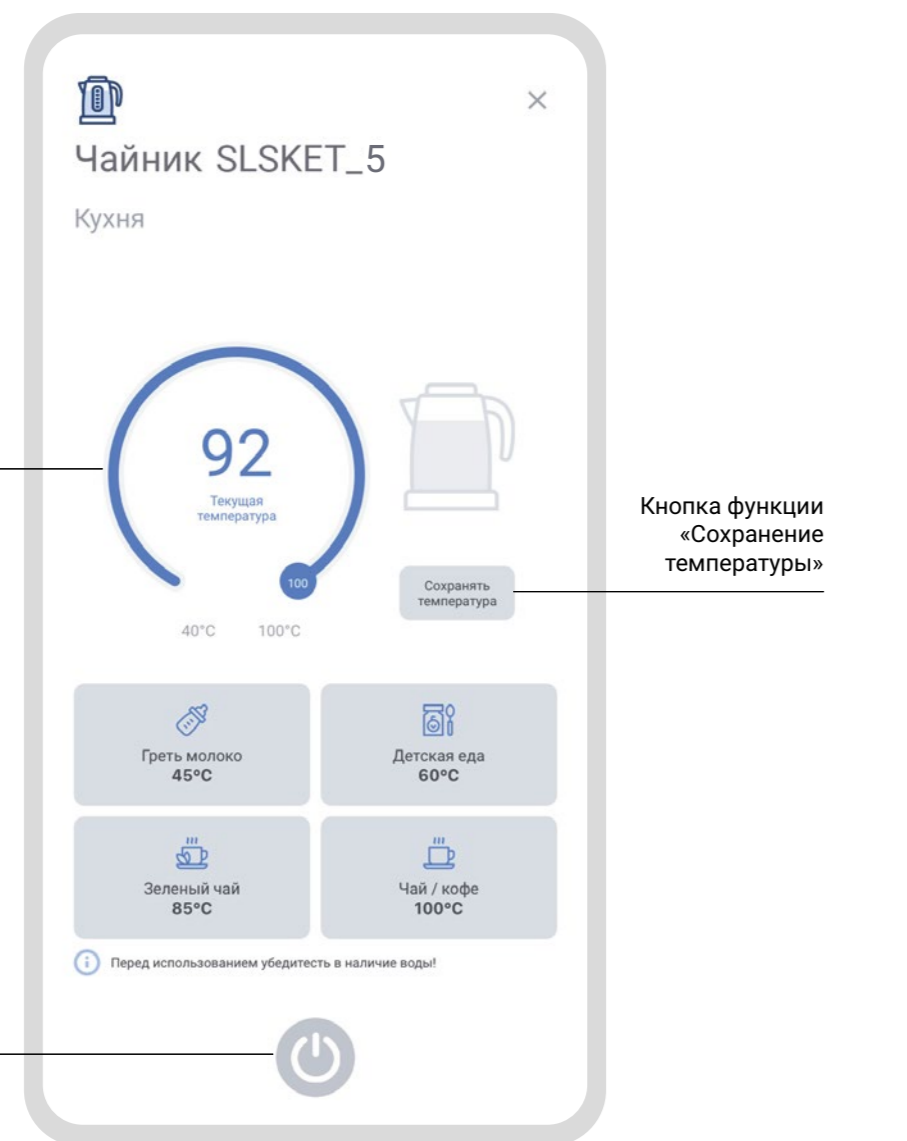 Чайник SLSKET_5
Кухня
92
Текущая
температура
100
40°C 100°C
Сохранять
температура
Кнопка функции
«Сохранение
температуры»
Греть молоко
45°C
Детская еда
60°C
Зеленый чай
85°C
Чай / кофе
100°C
Перед использованием убедитесть в наличие воды!